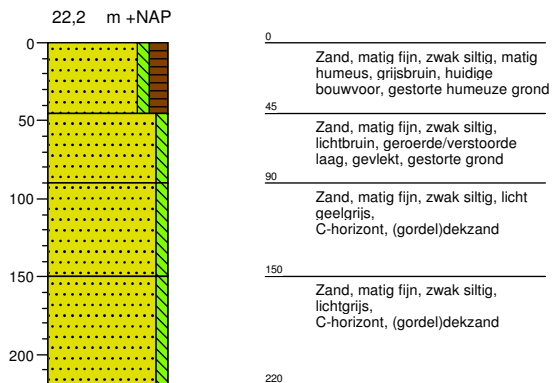 22,2 m +NAP
0
50
100
150
200
0
Zand, matig fijn, zwak siltig, matig
humeus, grijsbruin, huidige
bouwvoor, gestorte humeuze grond
45
Zand, matig fijn, zwak siltig,
lichtbruin, geroerde/verstoorde
laag, gevlekt, gestorte grond
90
Zand, matig fijn, zwak siltig, licht
geelgrijs,
C-horizont, (gordel)dekzand
150
Zand, matig fijn, zwak siltig,
lichtgrijs,
C-horizont, (gordel)dekzand
220